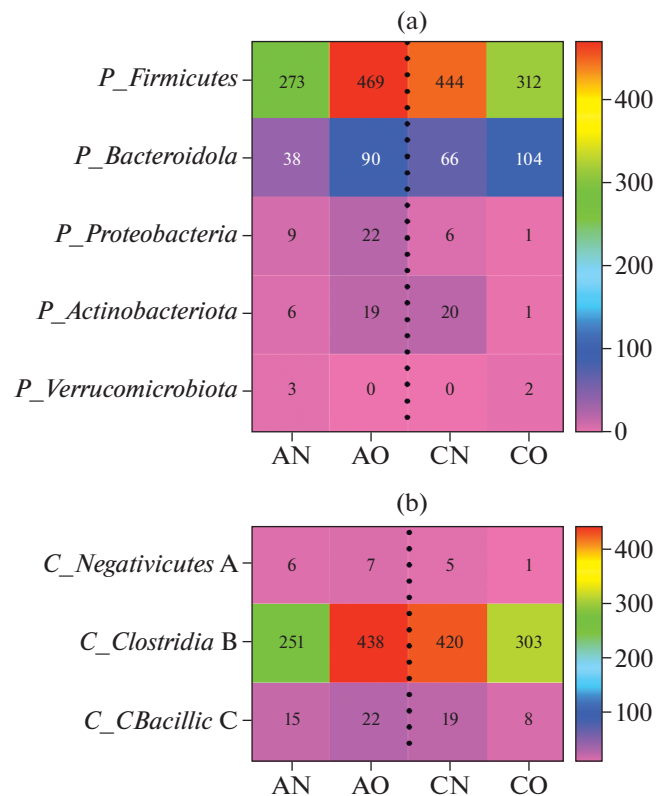 (a)
P_Firmicutes 273 469 444 312
P_Bacteroidola 38 90 66 104
P_Proteobacteria 9 22 6 1
P_Actinobacteriota 6 19 20 1
P_Verrucomicrobiota 3 0 0 2
AN AO CN CO
400
300
200
100
0
(b)
C_Negativicutes A 6 7 5 1
C_Clostridia B 251 438 420 303
C_CBacillic C 15 22 19 8
AN AO CN CO
400
300
200
100